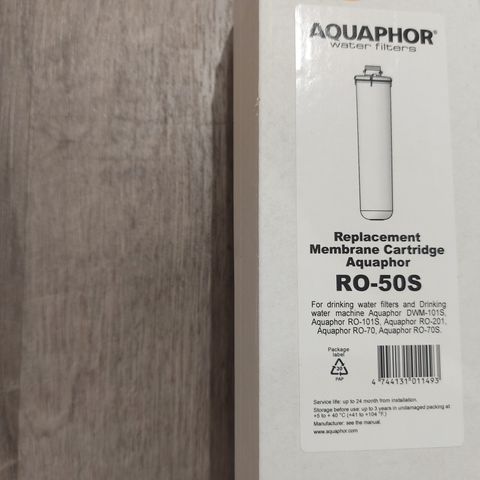 AQUAPHOR®
water filters
Replacement
Membrane Cartridge
Aquaphor
RO-50S
For drinking water filters and Drinking
water machine Aquaphor DWM-101S,
Aquaphor RO-101S, Aquaphor RO-201,
Aquaphor RO-70, Aquaphor RO-70S.
Package
label
20
PAP
4 744131 011493
Service life: up to 24 month from installation.
Storage before use: up to 3 years in undamaged packing at
+5 to + 40 °C (+41 to +104 °F.)
Manufacturer: see the manual.
www.aquaphor.com